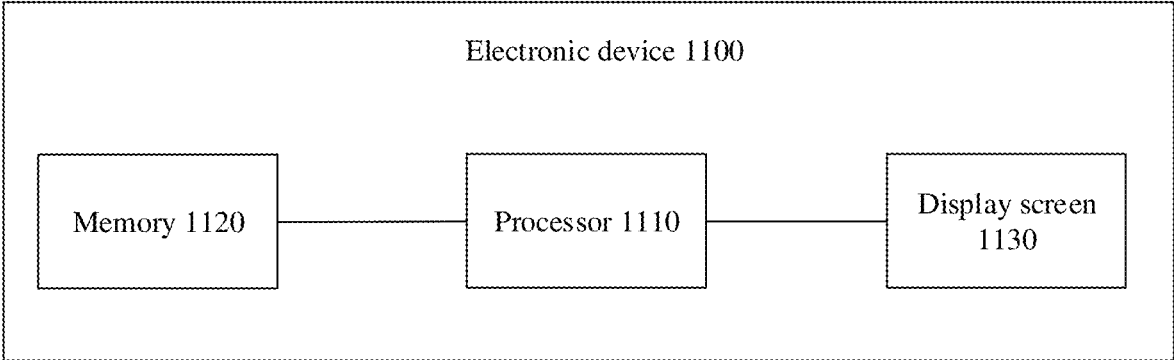 Electronic device 1100
Memory 1120
Processor 1110
Display screen
1130